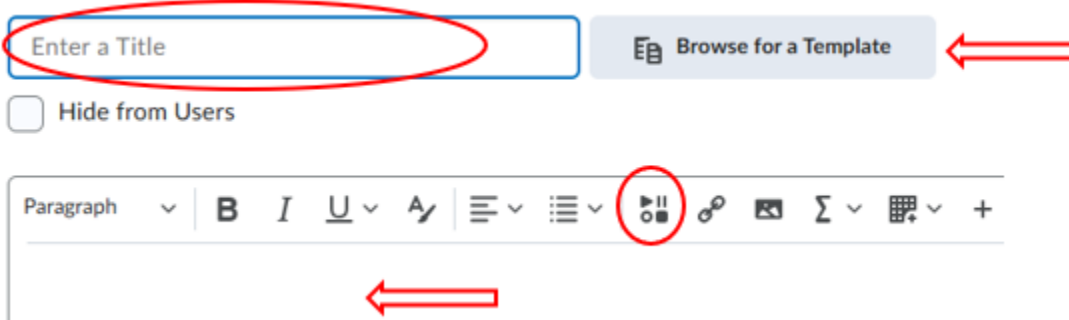 Enter a Title
Browse for a Template
Hide from Users
Paragraph B I U A Σ +